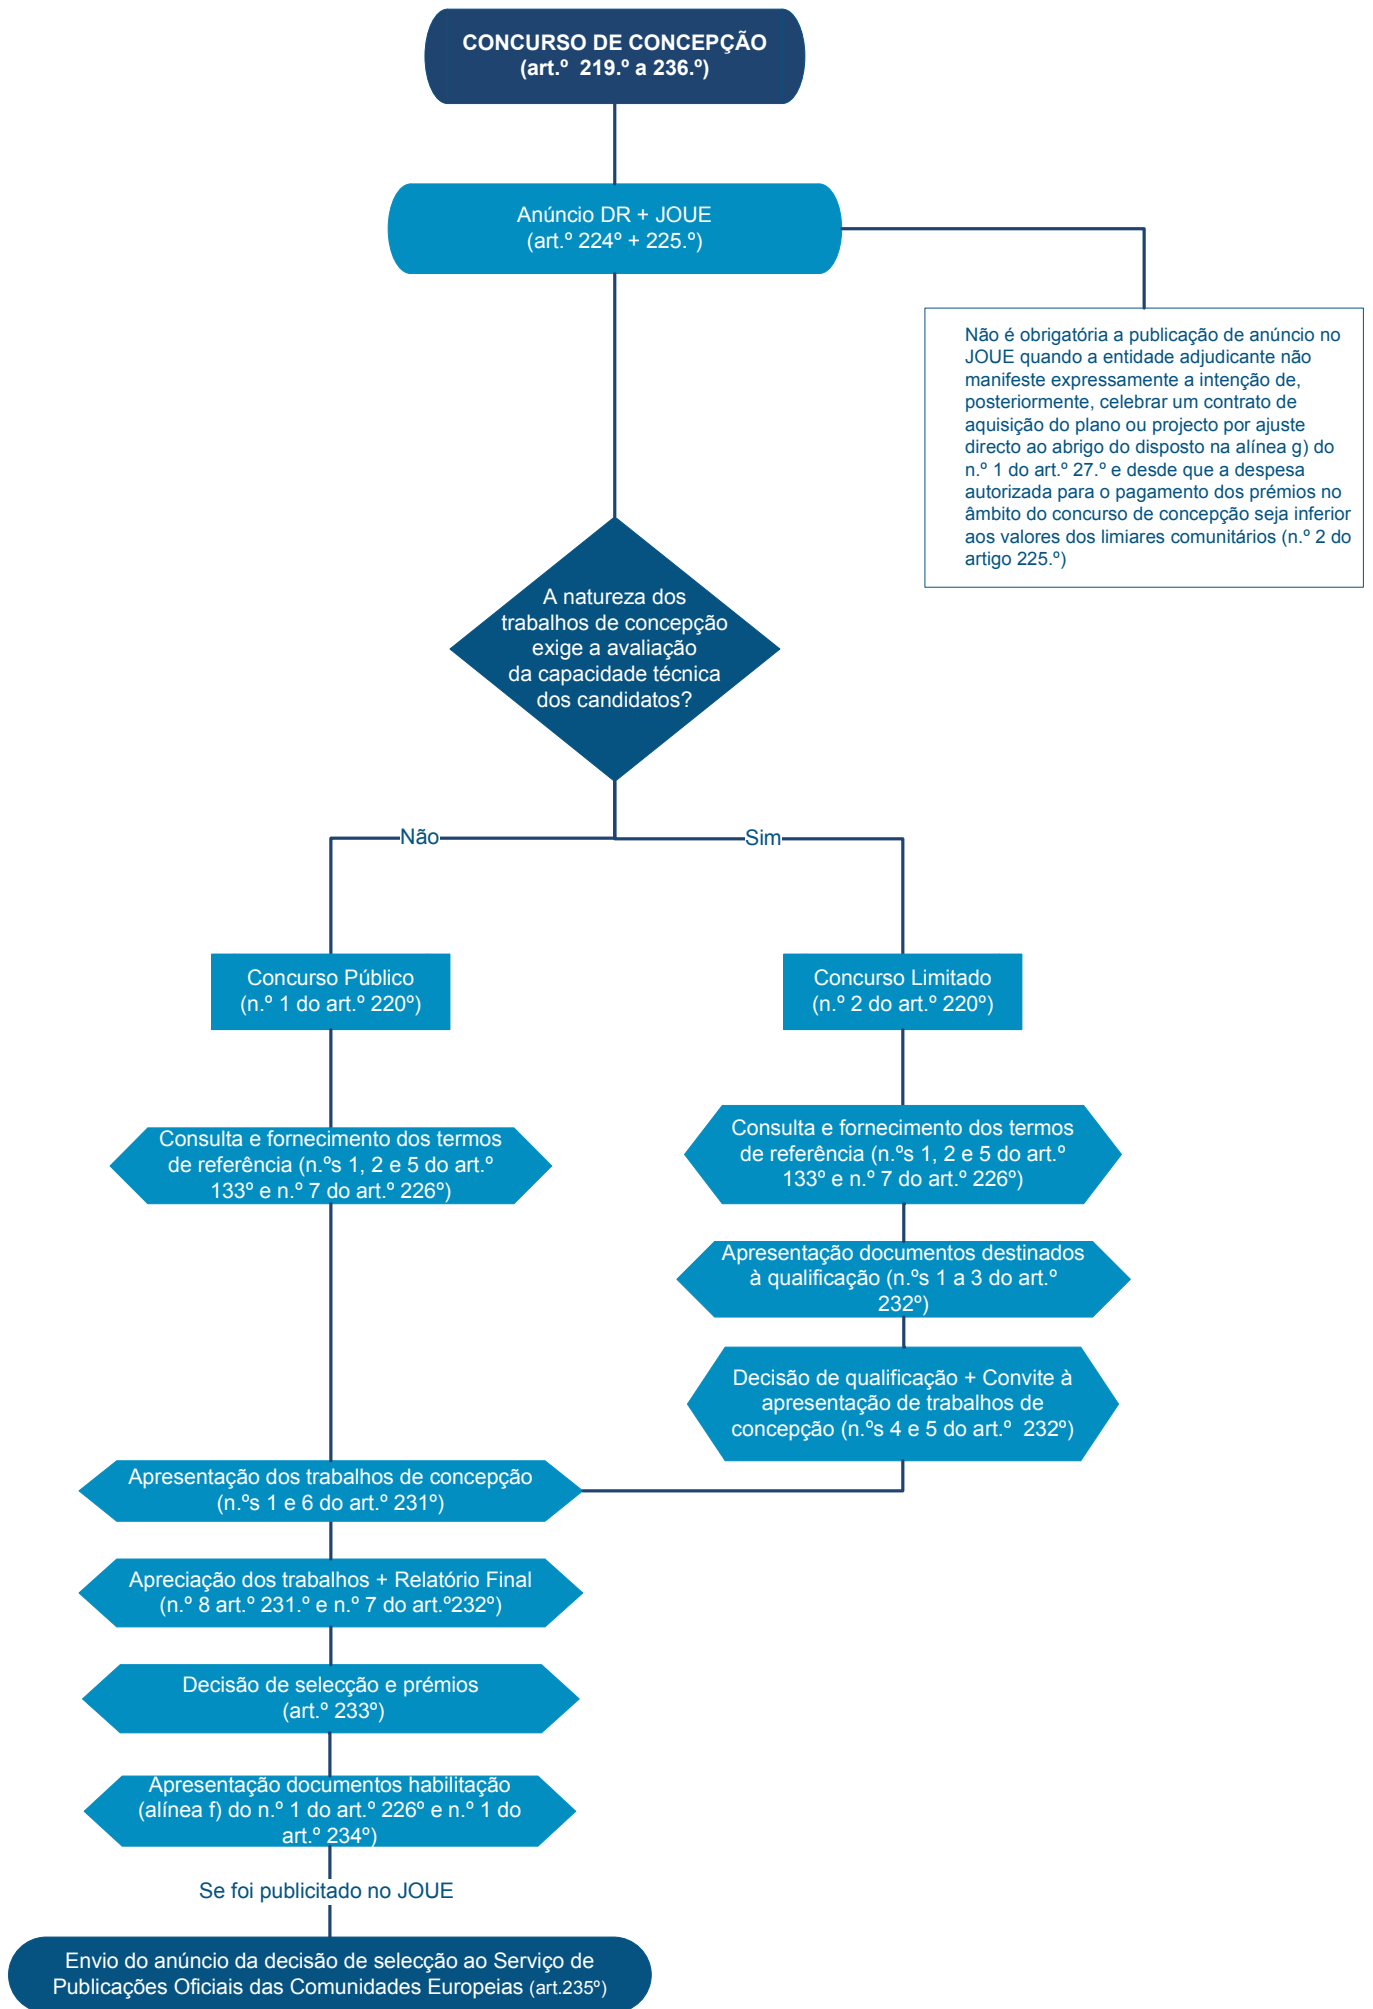 CONCURSO DE CONCEPÇÃO
(art.º  219.º a 236.º)
Anúncio DR + JOUE
(art.º 224º + 225.º)
Não é obrigatória a publicação de anúncio no
JOUE quando a entidade adjudicante não
manifeste expressamente a intenção de,
posteriormente, celebrar um contrato de
aquisição do plano ou projecto por ajuste
directo ao abrigo do disposto na alínea g) do
n.º 1 do art.º 27.º e desde que a despesa
autorizada para o pagamento dos prémios no
âmbito do concurso de concepção seja inferior
aos valores dos limiares comunitários (n.º 2 do
artigo 225.º)
A natureza dos
trabalhos de concepção
exige a avaliação
da capacidade técnica
dos candidatos?
Não
Sim
Concurso Público
(n.º 1 do art.º 220º)
Concurso Limitado
(n.º 2 do art.º 220º)
Consulta e fornecimento dos termos
de referência (n.ºs 1, 2 e 5 do art.º
133º e n.º 7 do art.º 226º)
Consulta e fornecimento dos termos
de referência (n.ºs 1, 2 e 5 do art.º
133º e n.º 7 do art.º 226º)
Apresentação documentos destinados
à qualificação (n.ºs 1 a 3 do art.º
232º)
Decisão de qualificação + Convite à
apresentação de trabalhos de
concepção (n.ºs 4 e 5 do art.º  232º)
Apresentação dos trabalhos de concepção
(n.ºs 1 e 6 do art.º 231º)
Apreciação dos trabalhos + Relatório Final
(n.º 8 art.º 231.º e n.º 7 do art.º232º)
Decisão de selecção e prémios
(art.º 233º)
Apresentação documentos habilitação
(alínea f) do n.º 1 do art.º 226º e n.º 1 do
art.º 234º)
Se foi publicitado no JOUE
Envio do anúncio da decisão de selecção ao Serviço de
Publicações Oficiais das Comunidades Europeias (art.235º)